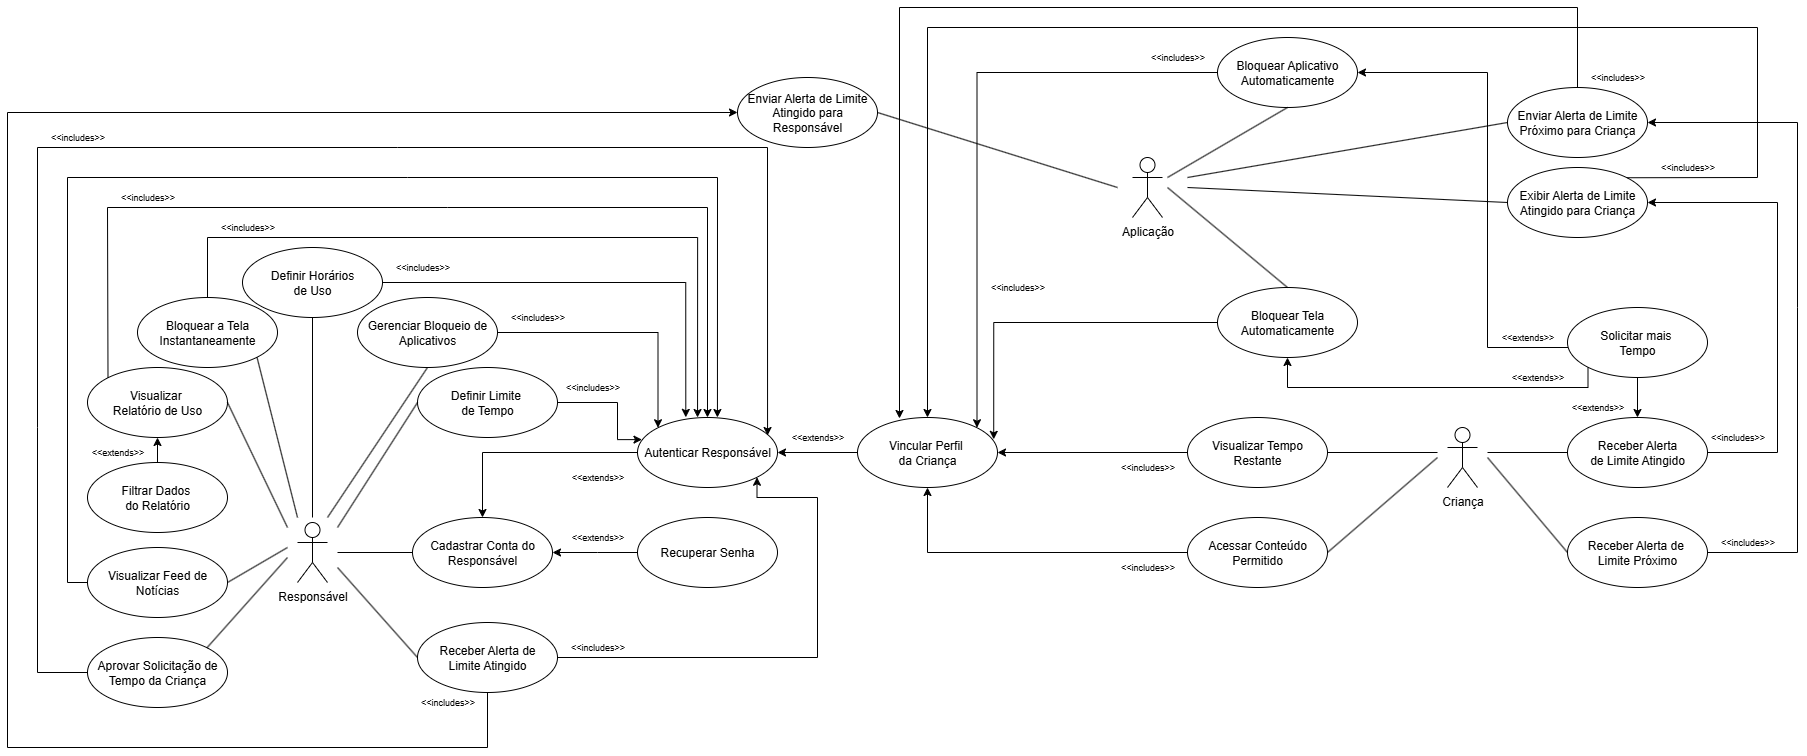 <<includes>>
Bloquear Aplicativo
Automaticamente
<<includes>>
Enviar Alerta de Limite
Atingido para
Responsável
Enviar Alerta de Limite
Próximo para Criança
<<includes>>
<<includes>>
Exibir Alerta de Limite
Atingido para Criança
Aplicação
<<includes>>
<<includes>>
Definir Horários
de Uso
<<includes>>
<<includes>>
Bloquear a Tela
Instantaneamente
Gerenciar Bloqueio de
Aplicativos
<<includes>>
Bloquear Tela
Automaticamente
Solicitar mais
Tempo
<<extends>>
<<extends>>
Visualizar
Relatório de Uso
Definir Limite
de Tempo
<<includes>>
<<extends>>
<<extends>>
Autenticar Responsável
<<extends>>
Vincular Perfil
da Criança
Visualizar Tempo
Restante
<<includes>>
Criança
Receber Alerta
de Limite Atingido
<<includes>>
Filtrar Dados
do Relatório
<<extends>>
<<extends>>
Cadastrar Conta do
Responsável
Recuperar Senha
Acessar Conteúdo
Permitido
<<includes>>
Receber Alerta de
Limite Próximo
<<includes>>
Visualizar Feed de
Notícias
Responsável
Aprovar Solicitação de
Tempo da Criança
Receber Alerta de
Limite Atingido
<<includes>>
<<includes>>